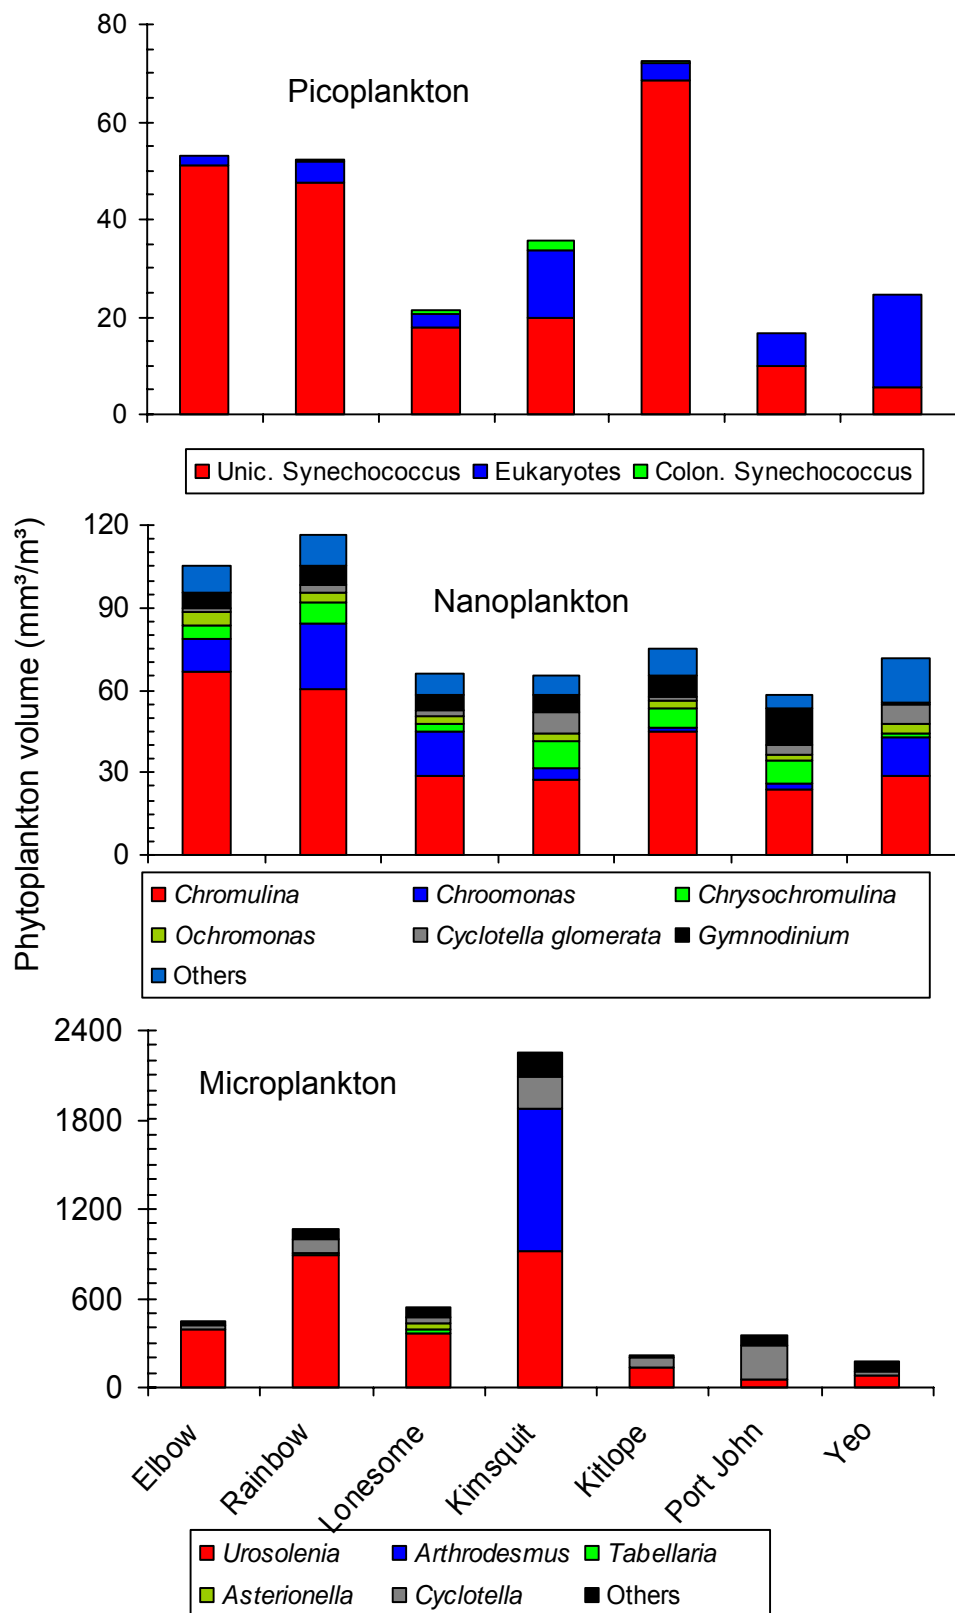 80
Picoplankton
60
40
20
0
Unic. Synechococcus Eukaryotes Colon. Synechococcus
Phytoplankton volume (mm³/m³)
120
Nanoplankton
90
60
30
0
Chromulina Chroomonas Chrysochromulina
Ochromonas Cyclotella glomerata Gymnodinium
Others
2400
Microplankton
1800
1200
600
0
Elbow
Rainbow
Lonesome
Kimsquit
Kitlope
Port John
Yeo
Urosolenia Arthrodesmus Tabellaria
Asterionella Cyclotella Others